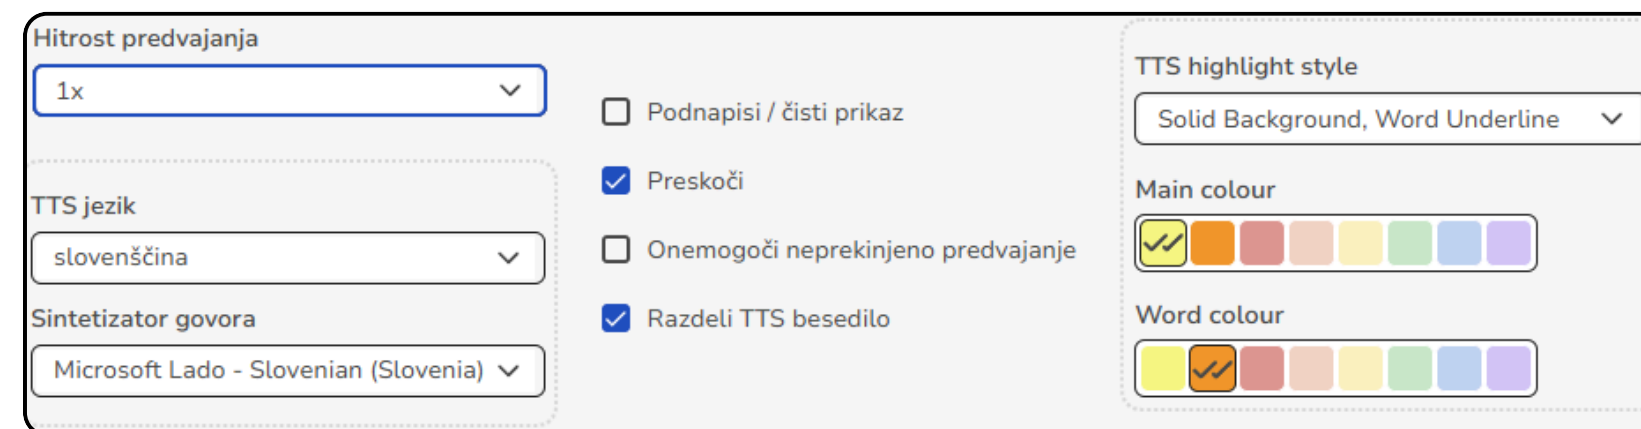 Hitrost predvajanja
1x
TTS jezik
slovenščina
Sintetizator govora
Microsoft Lado - Slovenian (Slovenia)
Podnapisi / čisti prikaz
Preskoči
Onemogoči neprekinjeno predvajanje
Razdeli TTS besedilo
TTS highlight style
Solid Background, Word Underline
Main colour
Word colour